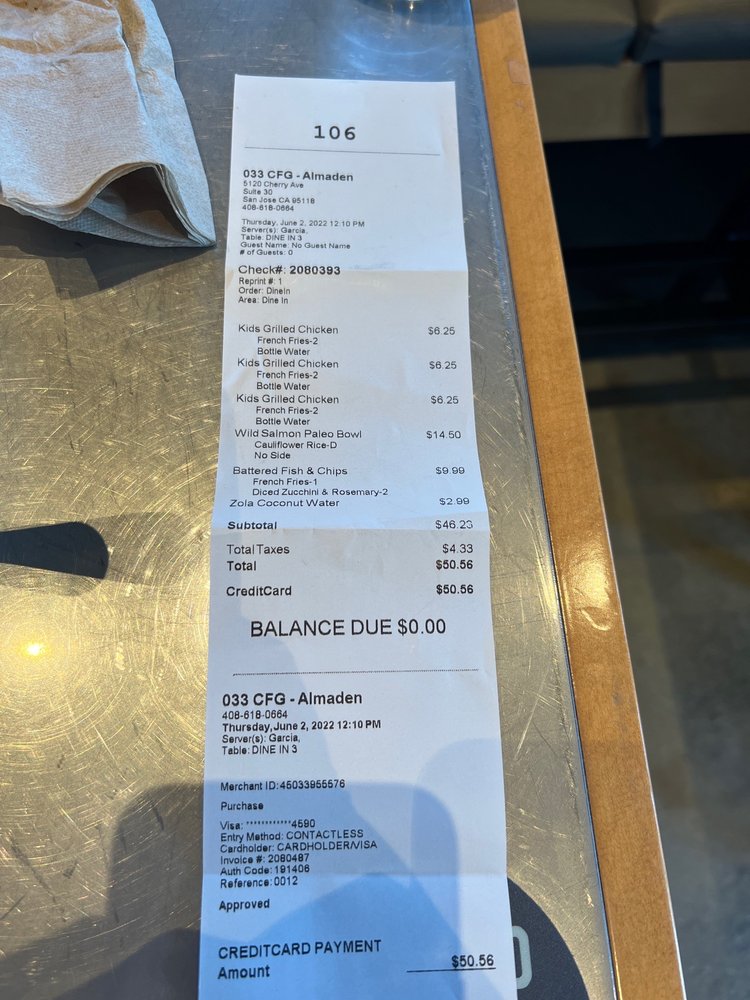 106
033 CFG - Almaden
5120 Cherry Ave
Suite 30
San Jose CA 95118
408-618-0664
Thursday, June 2, 2022 12:10 PM
Server(s): Garcia,
Table: DINE IN 3
Guest Name: No Guest Name
# of Guests: 0
Check#: 2080393
Reprint #: 1
Order: DineIn
Area: Dine In
Kids Grilled Chicken $6.25
French Fries-2
Bottle Water
Kids Grilled Chicken $6.25
French Fries-2
Bottle Water
Kids Grilled Chicken $6.25
French Fries-2
Bottle Water
Wild Salmon Paleo Bowl $14.50
Cauliflower Rice-D
No Side
Battered Fish & Chips $9.99
French Fries-1
Diced Zucchini & Rosemary-2
Zola Coconut Water $2.99
Subtotal $46.23
Total Taxes $4.33
Total $50.56
CreditCard $50.56
BALANCE DUE $0.00
033 CFG - Almaden
408-618-0664
Thursday, June 2, 2022 12:10 PM
Server(s): Garcia,
Table: DINE IN 3
Merchant ID: 45033955576
Purchase
Visa: ************4590
Entry Method: CONTACTLESS
Cardholder: CARDHOLDER/VISA
Invoice #: 2080487
Auth Code: 191406
Reference: 0012
Approved
CREDITCARD PAYMENT
Amount $50.56